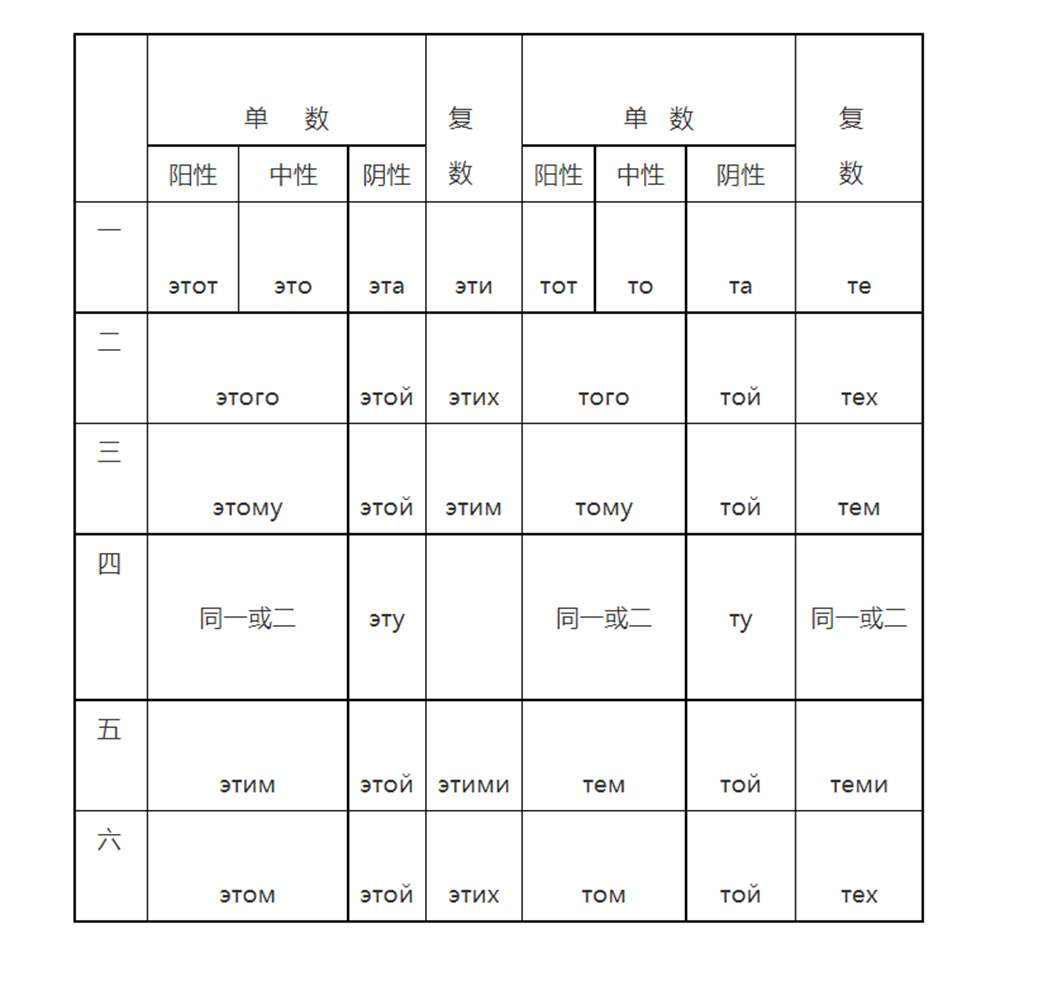 单 数 复 数 单 数 复 数
阳性 中性 阴性 阳性 中性 阴性
一 этот это эта эти тот то та те
二 этого этой этих того той тех
三 этому этой этим тому той тем
四 同一或二 эту 同一或二 ту 同一或二
五 этим этой этими тем той теми
六 этом этой этих том той тех